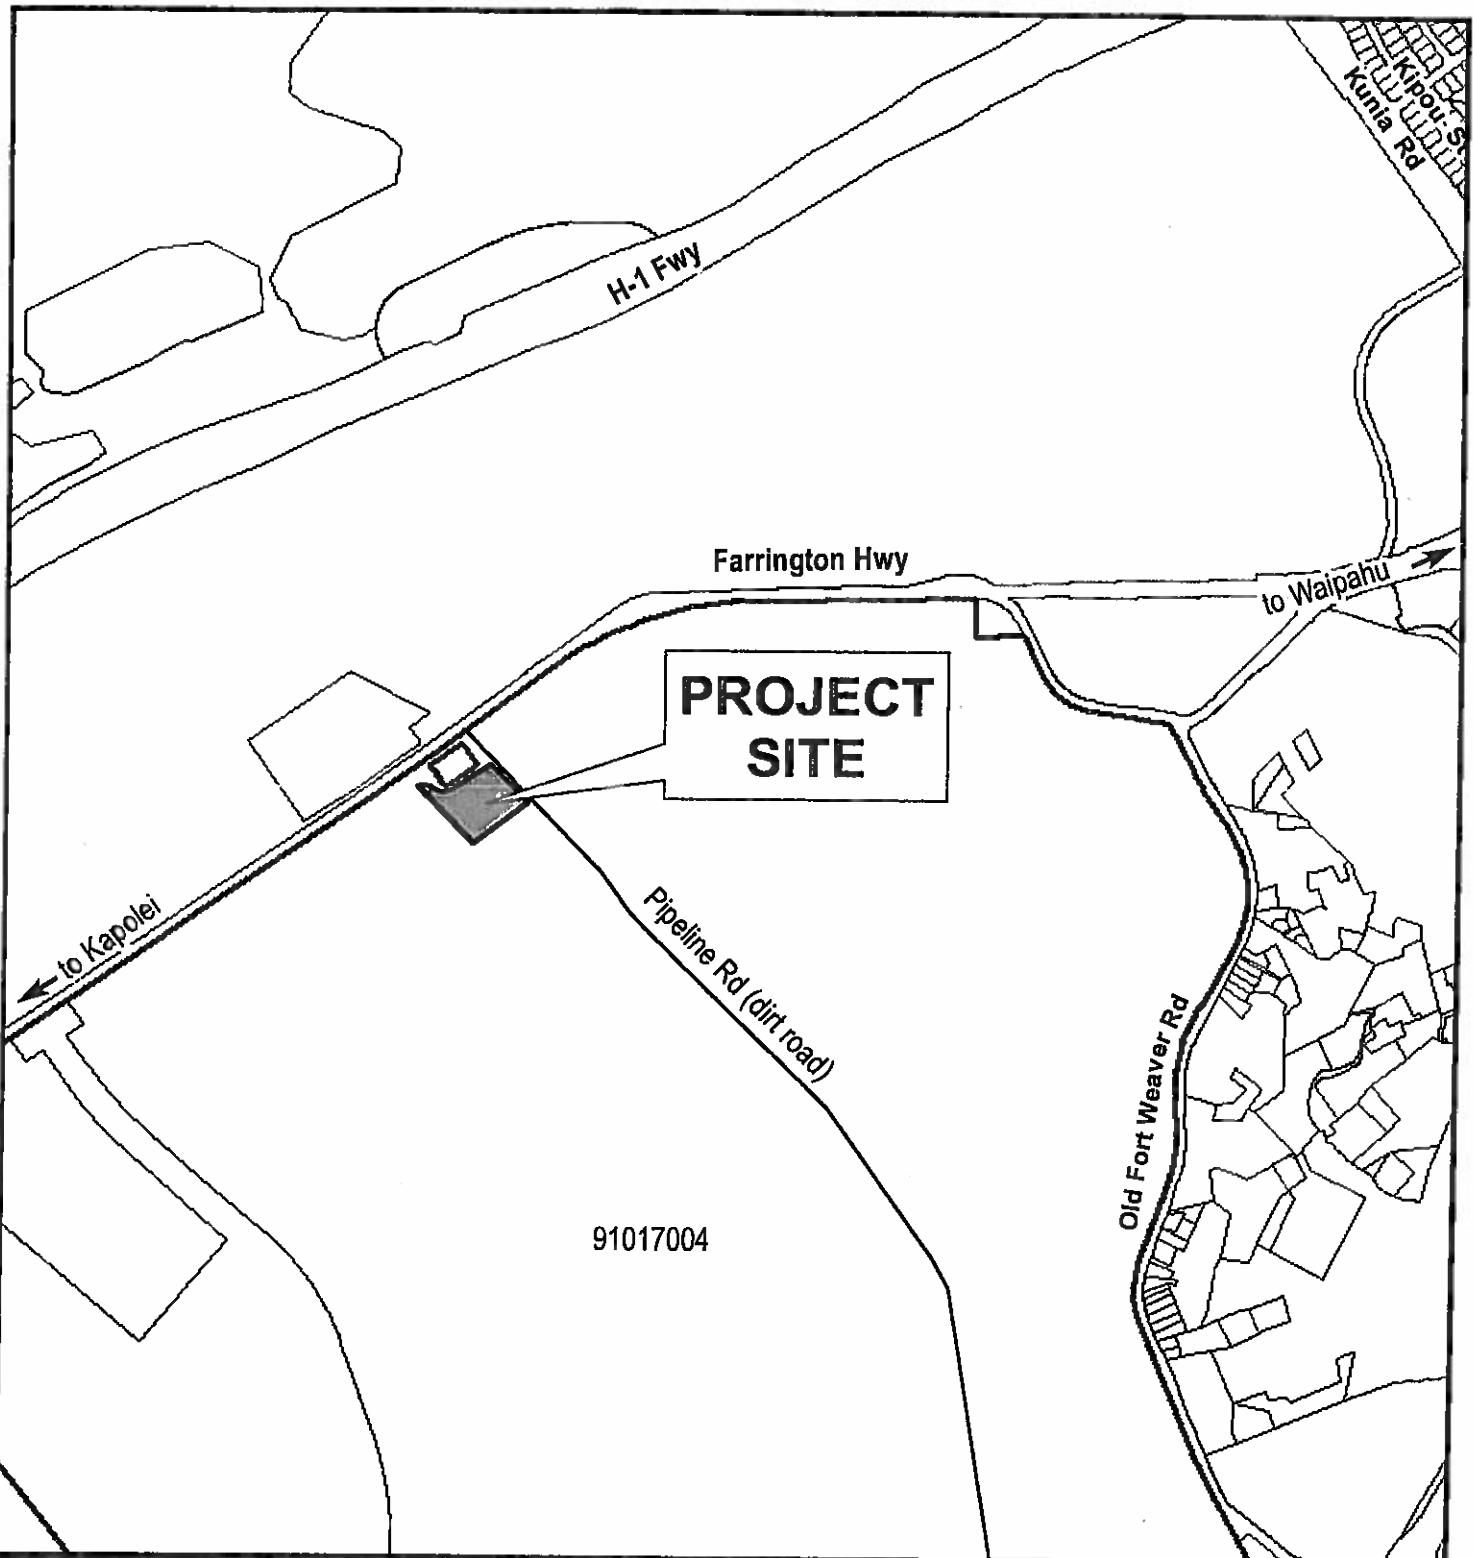 Kipou St
Kunia Rd
H-1 Fwy
Farrington Hwy
to Waipahu
PROJECT
SITE
to Kapolei
Pipeline Rd (dirt road)
Old Fort Weaver Rd
91017004